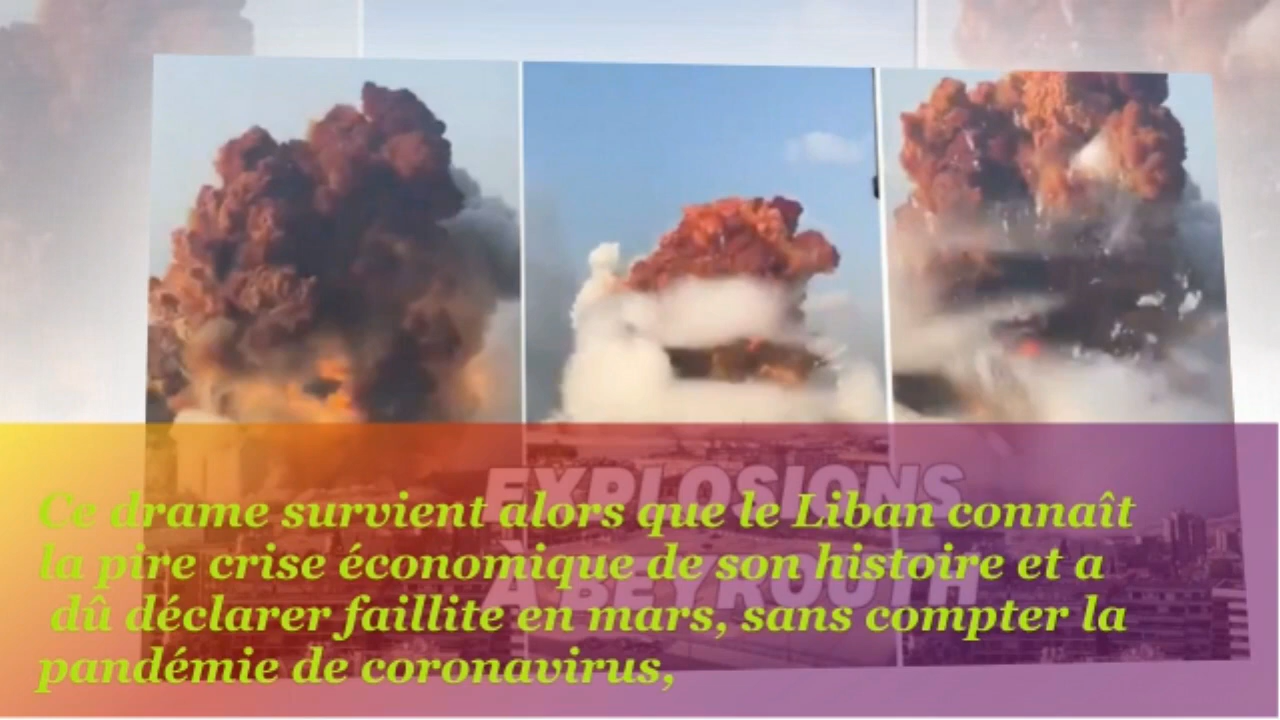 EXPLOSIONS
À BEYROUTH
Ce drame survient alors que le Liban connaît
la pire crise économique de son histoire et a
dû déclarer faillite en mars, sans compter la
pandémie de coronavirus,